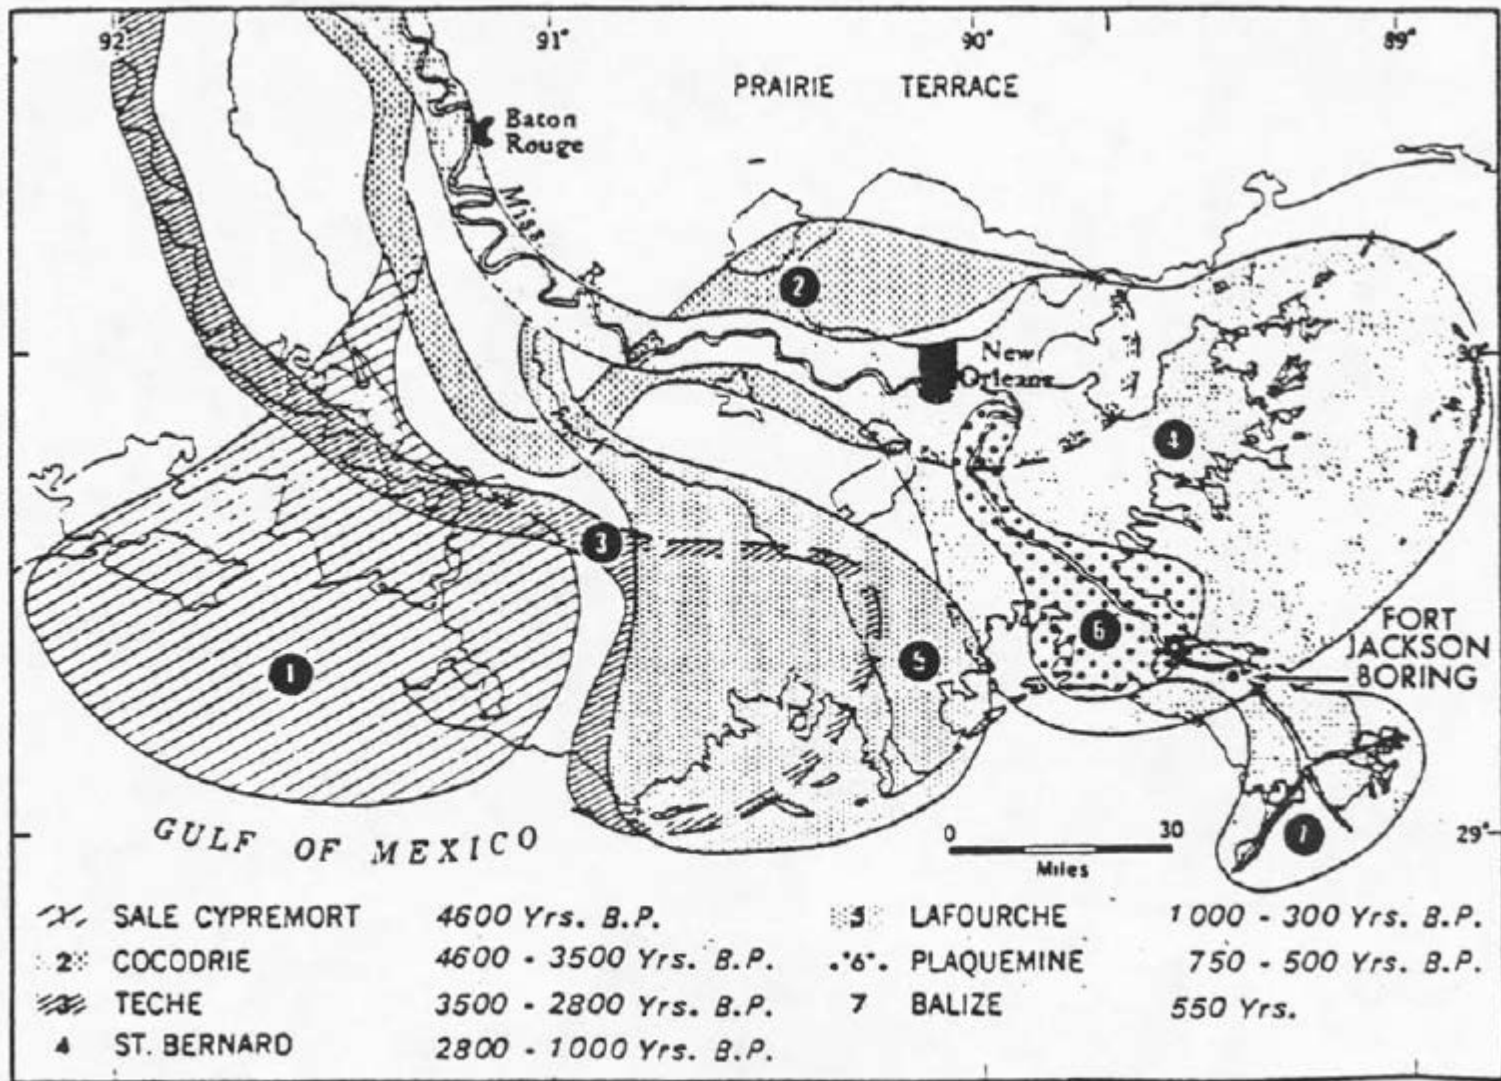 92
91°
90°
89°
PRAIRIE TERRACE
Baton
Rouge
Miss.
2
New
Orleans
30°
4
3
6
FORT
JACKSON
BORING
1
5
7
GULF OF MEXICO
0 30
Miles
29°
1 SALE CYPREMORT 4600 Yrs. B.P.
2 COCODRIE 4600 - 3500 Yrs. B.P.
3 TECHE 3500 - 2800 Yrs. B.P.
4 ST. BERNARD 2800 - 1000 Yrs. B.P.
5 LAFOURCHE 1000 - 300 Yrs. B.P.
6 PLAQUEMINE 750 - 500 Yrs. B.P.
7 BALIZE 550 Yrs.